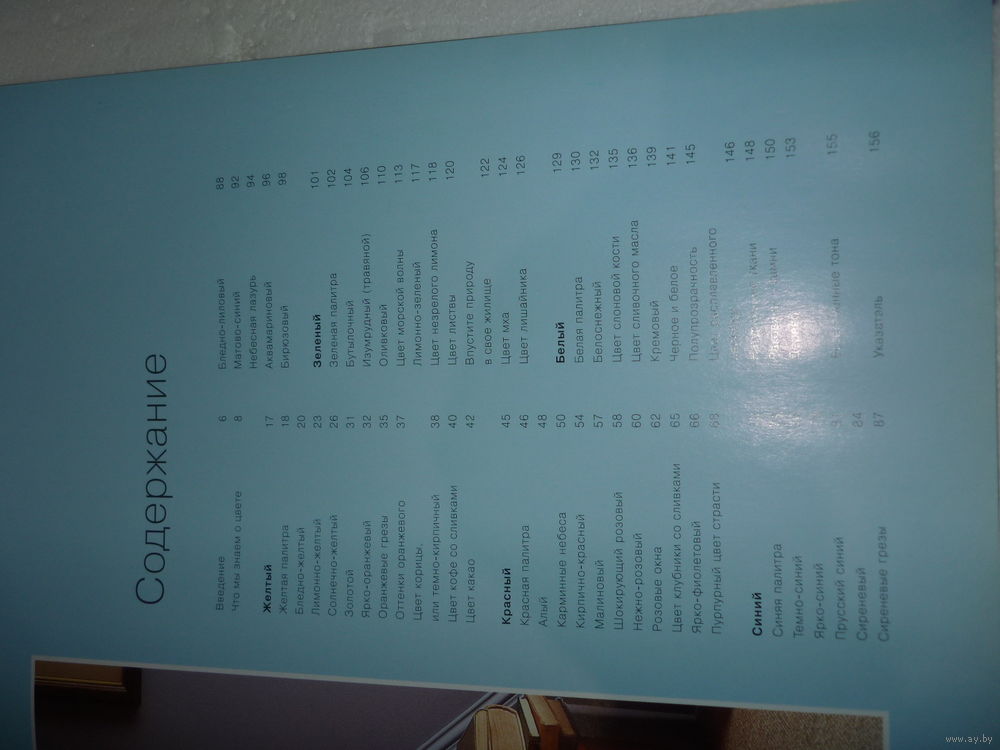 Содержание
Введение 6
Что мы знаем о цвете 8
Желтый 17
Желтая палитра 18
Бледно-желтый 20
Лимонно-желтый 23
Солнечно-желтый 26
Золотой 31
Ярко-оранжевый 32
Оранжевые грезы 35
Оттенки оранжевого 37
Цвет корицы,
или темно-кирпичный 38
Цвет кофе со сливками 40
Цвет какао 42
Красный 45
Красная палитра 46
Алый 48
Карминные небеса 50
Кирпично-красный 54
Малиновый 57
Шокирующий розовый 58
Нежно-розовый 60
Розовые окна 62
Цвет клубники со сливками 65
Ярко-фиолетовый 66
Пурпурный цвет страсти 68
Синий
Синяя палитра
Темно-синий
Ярко-синий
Прусский синий
Сиреневый 84
Сиреневые грезы 87
Бледно-лиловый 88
Матово-синий 92
Небесная лазурь 94
Аквамариновый 96
Бирюзовый 98
Зеленый 101
Зеленая палитра 102
Бутылочный 104
Изумрудный (травяной) 106
Оливковый 110
Цвет морской волны 113
Лимонно-зеленый 117
Цвет незрелого лимона 118
Цвет листвы 120
Впустите природу
в свое жилище 122
Цвет мха 124
Цвет лишайника 126
Белый 129
Белая палитра 130
Белоснежный 132
Цвет слоновой кости 135
Цвет сливочного масла 136
Кремовый 139
Черное и белое 141
Полупрозрачность 145
146
148
150
153
тона 155
Указатель 156
www.ay.by